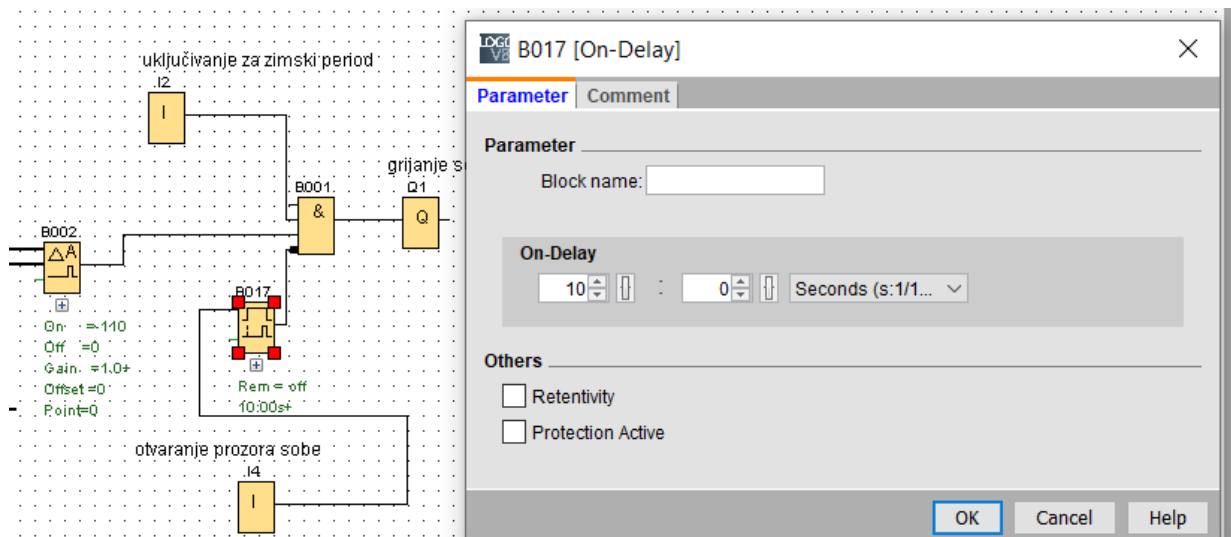 uključivanje za zimski period
I2
I
grijanje s
B001
&
Q1
Q
B002
ΔA
On =-110
Off =0
Gain =1.0+
Offset=0
Point=0
B017
Rem = off
10:00s+
otvaranje prozora sobe
I4
I
LOGO V8
B017 [On-Delay]
Parameter
Comment
Parameter
Block name:
On-Delay
10 : 0 Seconds (s:1/1...
Others
Retentivity
Protection Active
OK
Cancel
Help